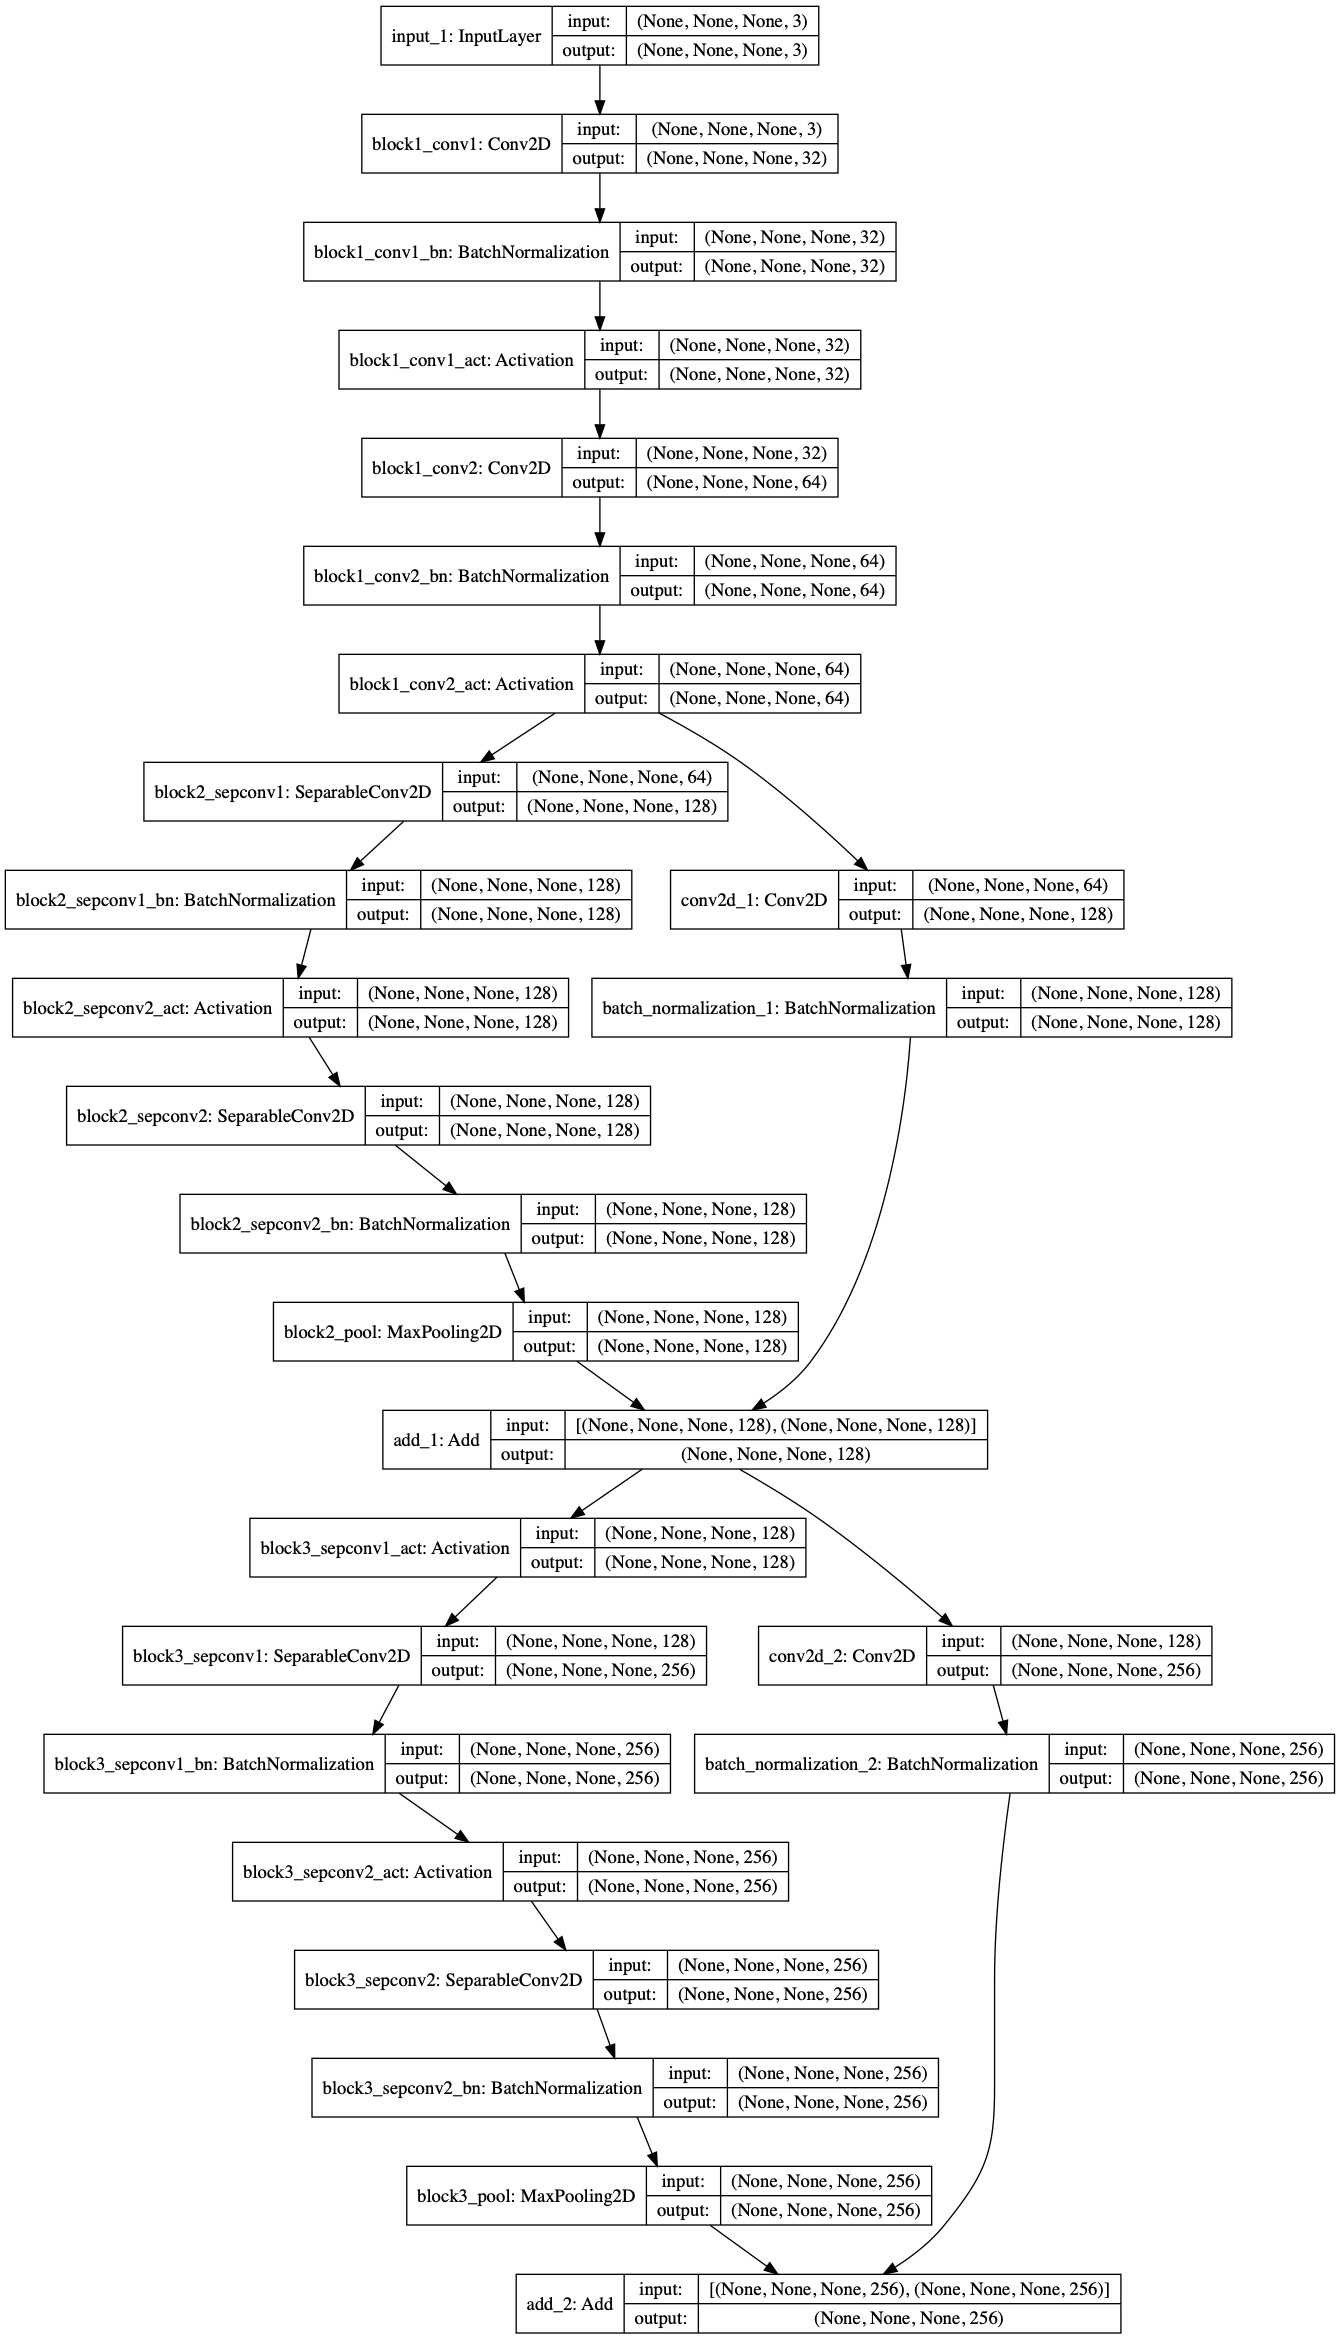 input_1: InputLayer
input: (None, None, None, 3)
output: (None, None, None, 3)
block1_conv1: Conv2D
input: (None, None, None, 3)
output: (None, None, None, 32)
block1_conv1_bn: BatchNormalization
input: (None, None, None, 32)
output: (None, None, None, 32)
block1_conv1_act: Activation
input: (None, None, None, 32)
output: (None, None, None, 32)
block1_conv2: Conv2D
input: (None, None, None, 32)
output: (None, None, None, 64)
block1_conv2_bn: BatchNormalization
input: (None, None, None, 64)
output: (None, None, None, 64)
block1_conv2_act: Activation
input: (None, None, None, 64)
output: (None, None, None, 64)
block2_sepconv1: SeparableConv2D
input: (None, None, None, 64)
output: (None, None, None, 128)
block2_sepconv1_bn: BatchNormalization
input: (None, None, None, 128)
output: (None, None, None, 128)
conv2d_1: Conv2D
input: (None, None, None, 64)
output: (None, None, None, 128)
block2_sepconv2_act: Activation
input: (None, None, None, 128)
output: (None, None, None, 128)
batch_normalization_1: BatchNormalization
input: (None, None, None, 128)
output: (None, None, None, 128)
block2_sepconv2: SeparableConv2D
input: (None, None, None, 128)
output: (None, None, None, 128)
block2_sepconv2_bn: BatchNormalization
input: (None, None, None, 128)
output: (None, None, None, 128)
block2_pool: MaxPooling2D
input: (None, None, None, 128)
output: (None, None, None, 128)
add_1: Add
input: [(None, None, None, 128), (None, None, None, 128)]
output: (None, None, None, 128)
block3_sepconv1_act: Activation
input: (None, None, None, 128)
output: (None, None, None, 128)
block3_sepconv1: SeparableConv2D
input: (None, None, None, 128)
output: (None, None, None, 256)
conv2d_2: Conv2D
input: (None, None, None, 128)
output: (None, None, None, 256)
block3_sepconv1_bn: BatchNormalization
input: (None, None, None, 256)
output: (None, None, None, 256)
batch_normalization_2: BatchNormalization
input: (None, None, None, 256)
output: (None, None, None, 256)
block3_sepconv2_act: Activation
input: (None, None, None, 256)
output: (None, None, None, 256)
block3_sepconv2: SeparableConv2D
input: (None, None, None, 256)
output: (None, None, None, 256)
block3_sepconv2_bn: BatchNormalization
input: (None, None, None, 256)
output: (None, None, None, 256)
block3_pool: MaxPooling2D
input: (None, None, None, 256)
output: (None, None, None, 256)
add_2: Add
input: [(None, None, None, 256), (None, None, None, 256)]
output: (None, None, None, 256)